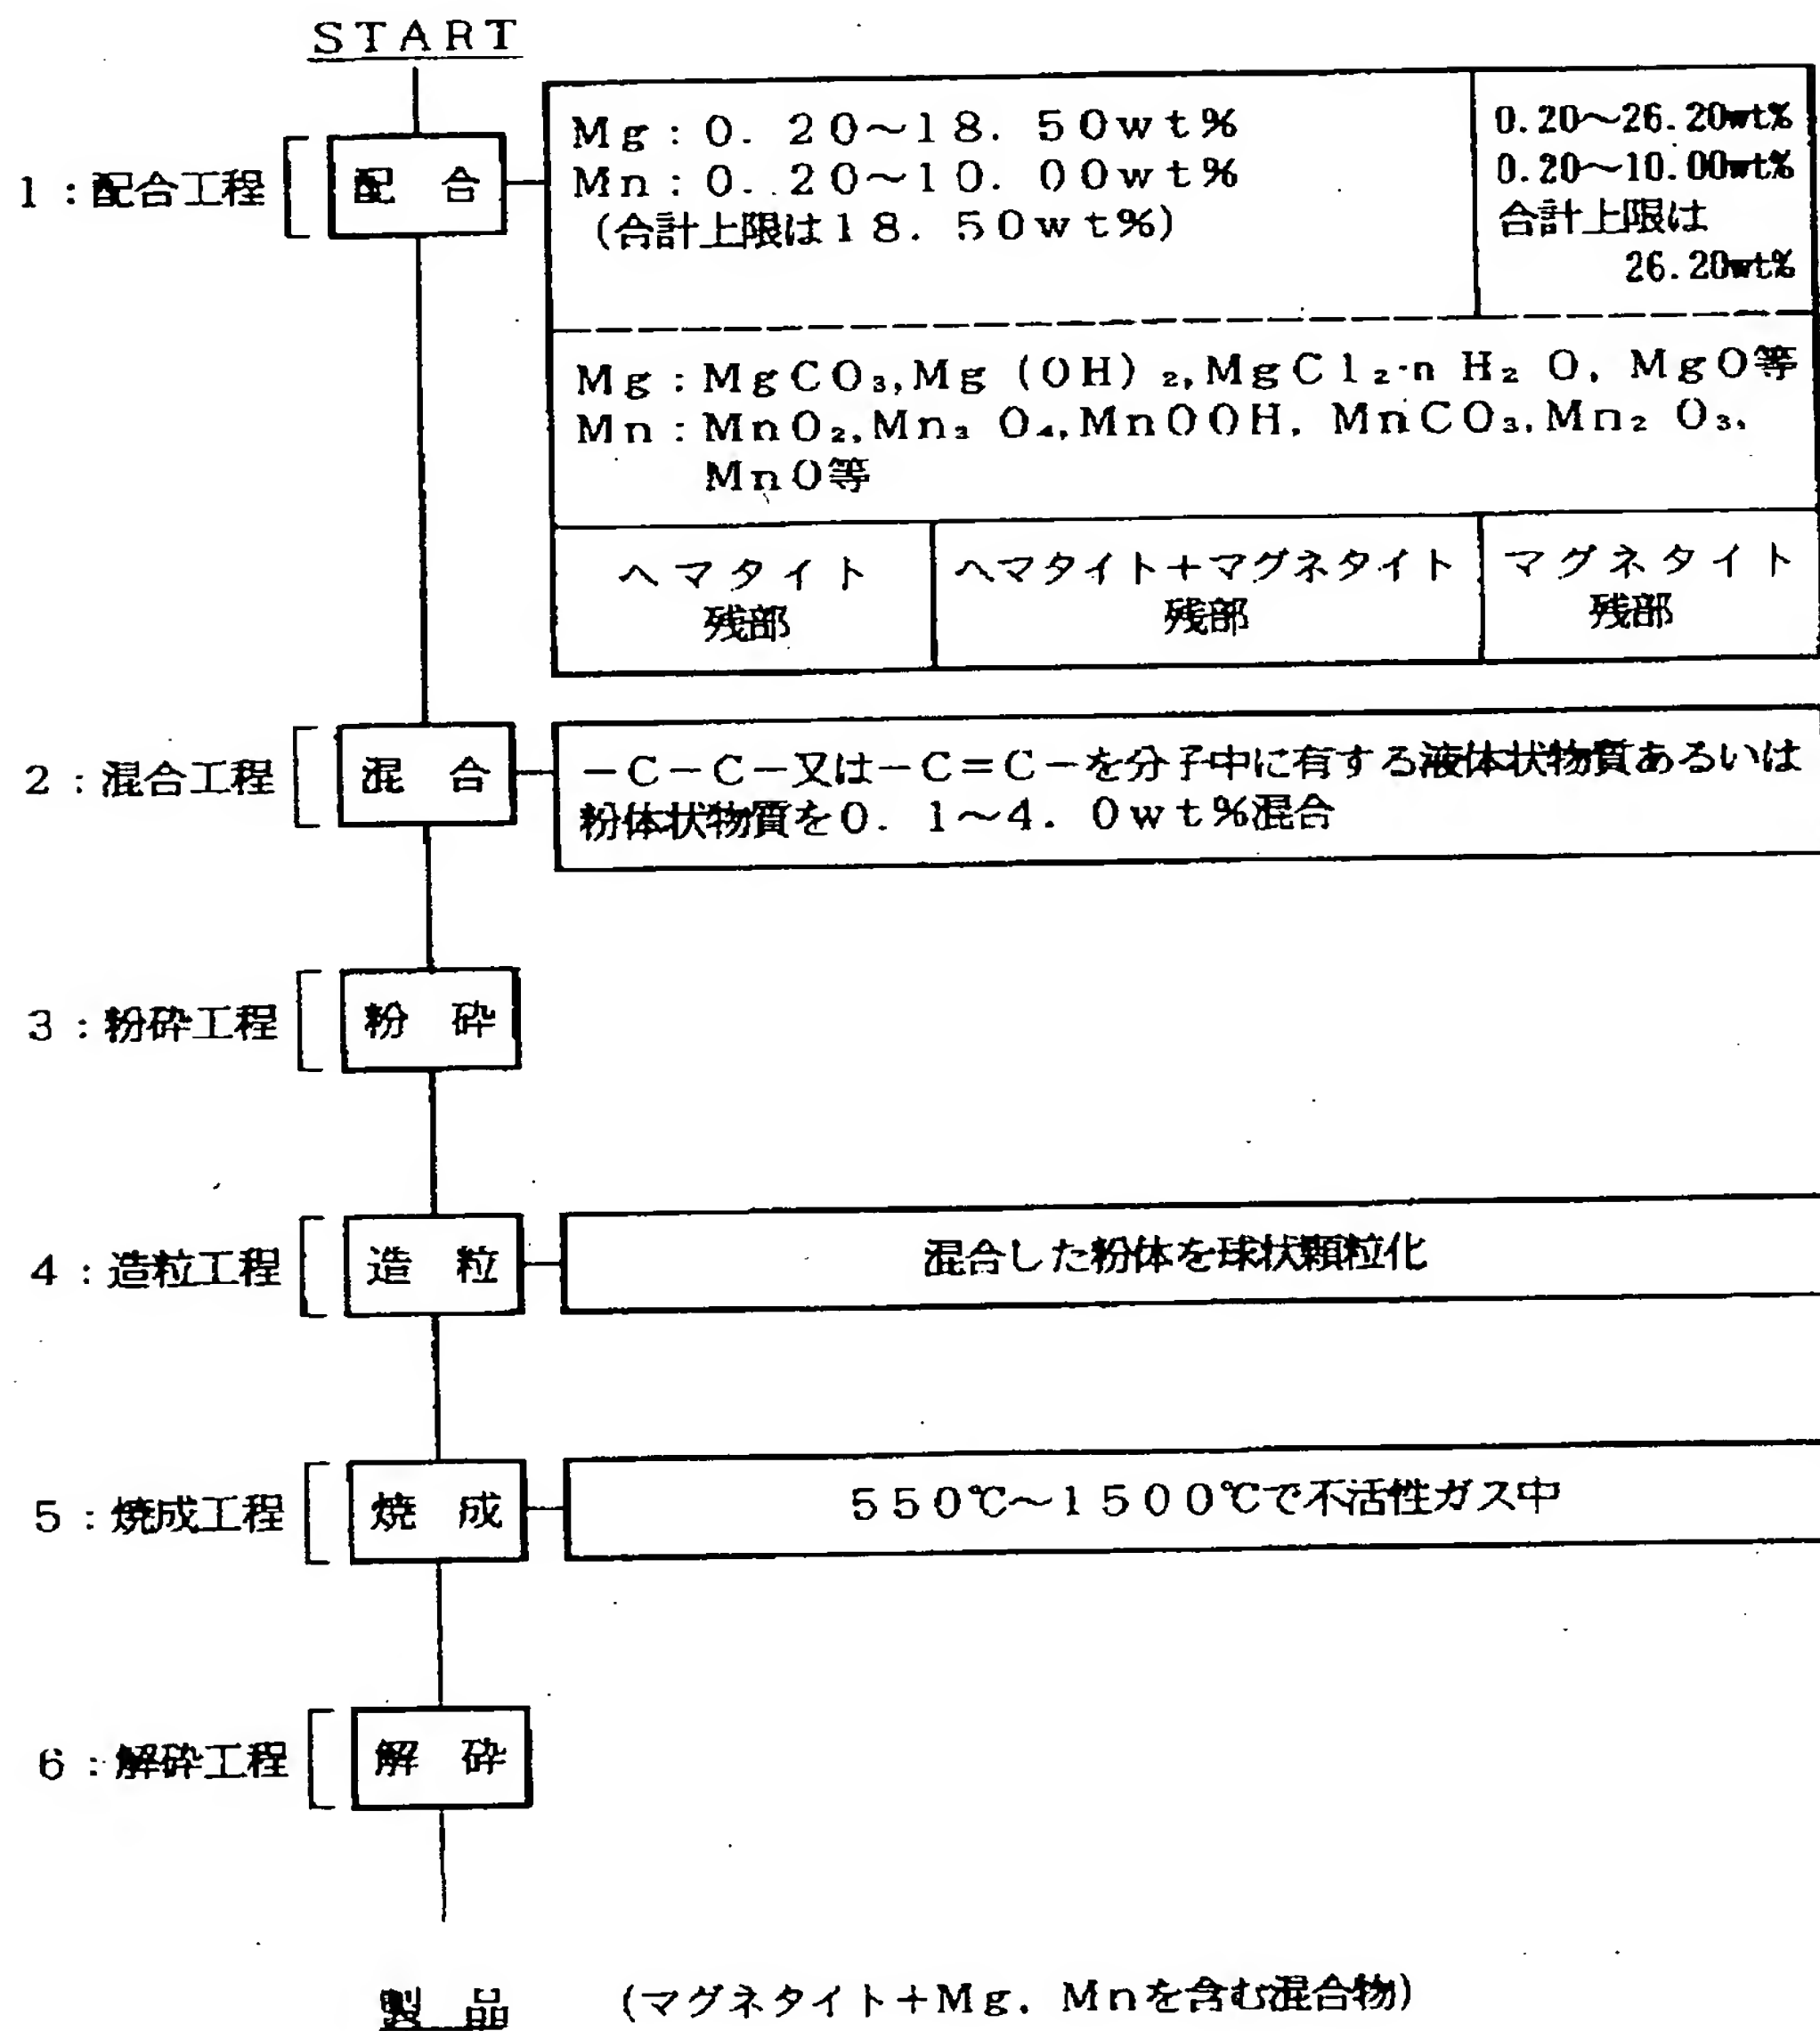 START
1:配合工程
配 合
Mg:0.20~18.50wt%
Mn:0.20~10.00wt%
(合計上限は18.50wt%)
0.20~26.20wt%
0.20~10.00wt%
合計上限は
26.20wt%
Mg:MgCO₃,Mg(OH)₂,MgCl₂·nH₂O,MgO等
Mn:MnO₂,Mn₃O₄,MnOOH,MnCO₃,Mn₂O₃,
MnO等
ヘマタイト
残部
ヘマタイト+マグネタイト
残部
マグネタイト
残部
2:混合工程
混 合
-C-C-又は-C=C-を分子中に有する液体状物質あるいは
粉体状物質を0.1~4.0wt%混合
3:粉砕工程
粉 砕
4:造粒工程
造 粒
混合した粉体を球状顆粒化
5:焼成工程
焼 成
550℃~1500℃で不活性ガス中
6:解砕工程
解 砕
製 品 (マグネタイト+Mg.Mnを含む混合物)